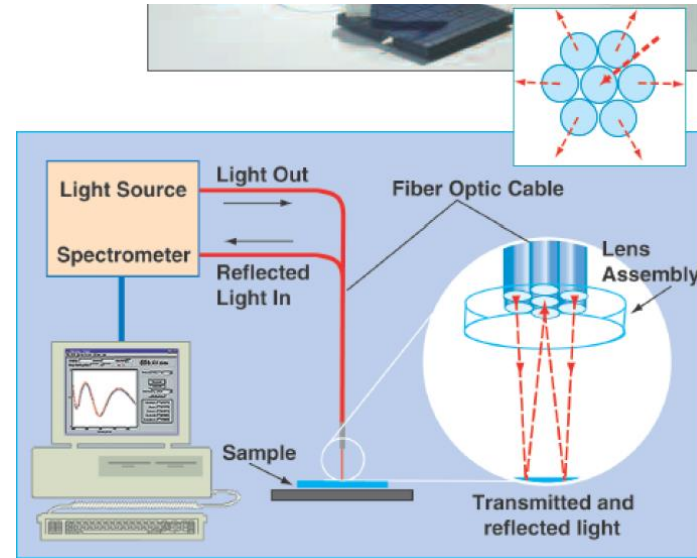 Light Source
Light Out
Fiber Optic Cable
Lens
Assembly
Spectrometer
Reflected
Light In
Sample
Transmitted and
reflected light